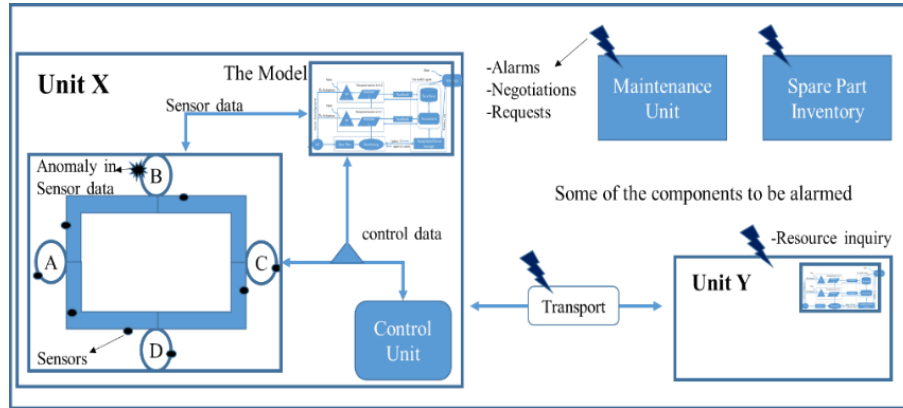 Unit X
The Model
Sensor data
Anomaly in
Sensor data
B
A
C
D
control data
Sensors
Control
Unit
-Alarms
-Negotiations
-Requests
Maintenance
Unit
Spare Part
Inventory
Some of the components to be alarmed
Transport
-Resource inquiry
Unit Y